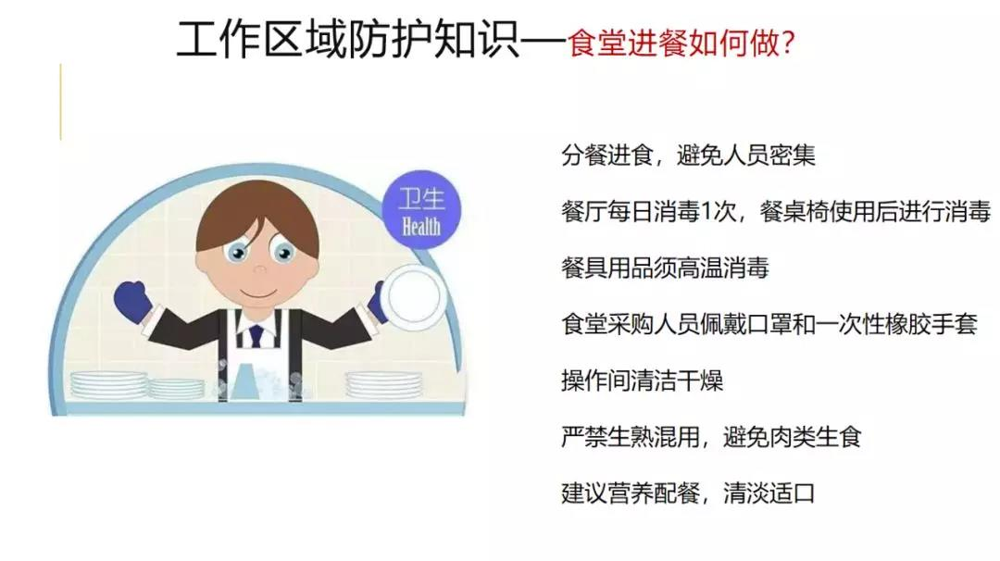 工作区域防护知识—食堂进餐如何做？
卫生
Health
分餐进食，避免人员密集
餐厅每日消毒1次，餐桌椅使用后进行消毒
餐具用品须高温消毒
食堂采购人员佩戴口罩和一次性橡胶手套
操作间清洁干燥
严禁生熟混用，避免肉类生食
建议营养配餐，清淡适口